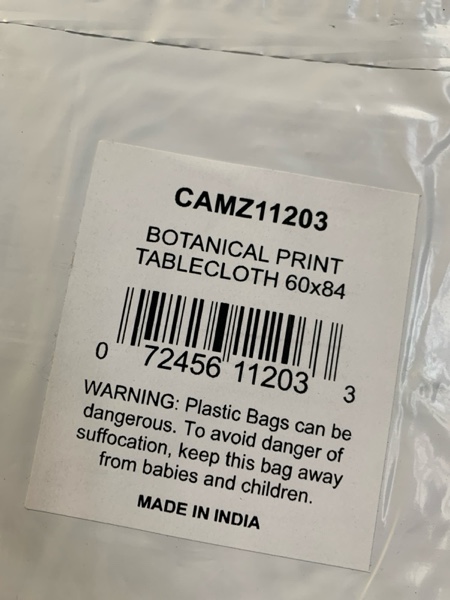 CAMZ11203
BOTANICAL PRINT
TABLECLOTH 60x84
0 72456 11203 3
WARNING: Plastic Bags can be
dangerous. To avoid danger of
suffocation, keep this bag away
from babies and children.
MADE IN INDIA